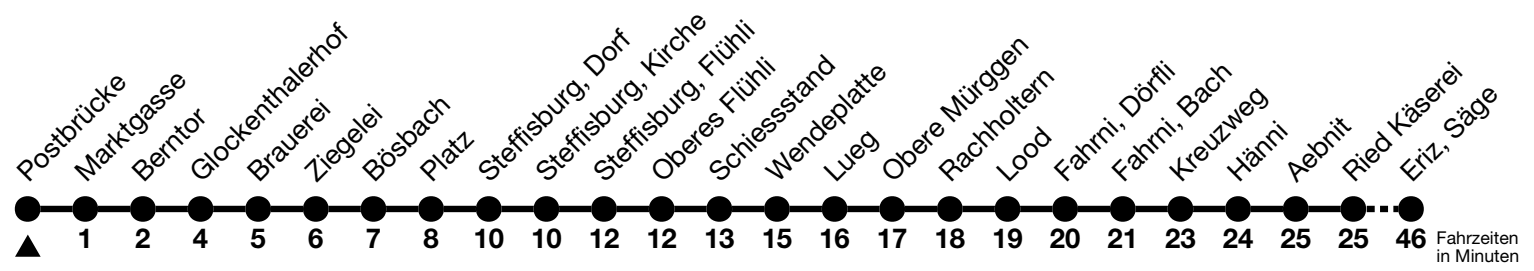 Postbrücke
Marktgasse
Berntor
Glockenthalerhof
Brauerei
Ziegelei
Bösbach
Platz
Steffisburg, Dorf
Steffisburg, Kirche
Steffisburg, Flühli
Oberes Flühli
Schiessstand
Wendeplatte
Lueg
Obere Mürggen
Rachholtern
Lood
Fahrni, Dörfli
Fahrni, Bach
Kreuzweg
Hänni
Aebnit
Ried Käserei
Eriz, Säge
1 2 4 5 6 7 8 10 10 12 12 13 15 16 17 18 19 20 21 23 24 25 25 46 Fahrzeiten
in Minuten